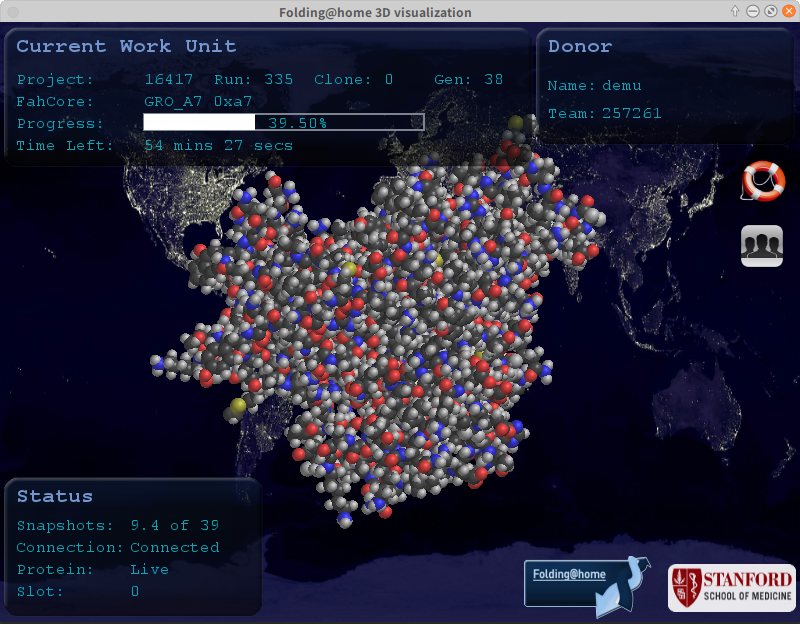 Folding@home 3D visualization
Current Work Unit
Project: 16417 Run: 335 Clone: 0 Gen: 38
FahCore: GRO_A7 0xa7
Progress: 39.50%
Time Left: 54 mins 27 secs
Donor
Name: demu
Team: 257261
Status
Snapshots: 9.4 of 39
Connection: Connected
Protein: Live
Slot: 0
Folding@home
STANFORD
SCHOOL OF MEDICINE